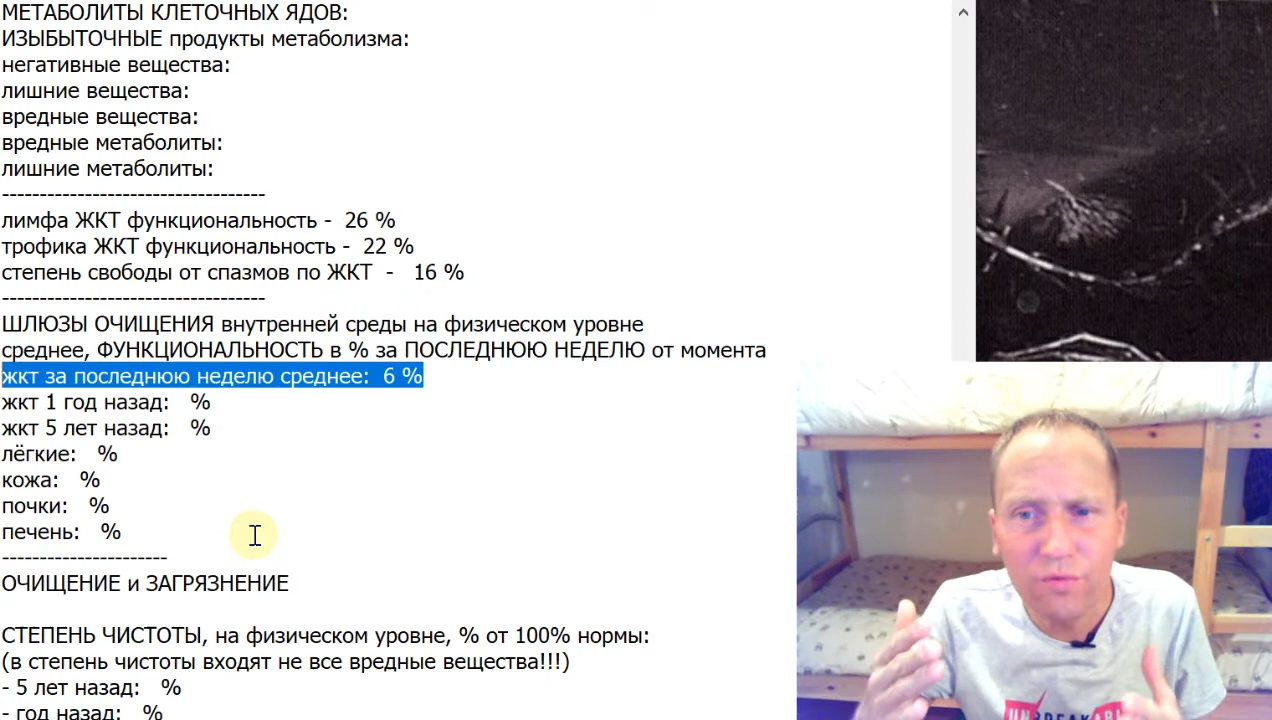 МЕТАБОЛИТЫ КЛЕТОЧНЫХ ЯДОВ:
ИЗЫБЫТОЧНЫЕ продукты метаболизма:
негативные вещества:
лишние вещества:
вредные вещества:
вредные метаболиты:
лишние метаболиты:
-----------------------------------
лимфа ЖКТ функциональность -  26 %
трофика ЖКТ функциональность -  22 %
степень свободы от спазмов по ЖКТ  -   16 %
-----------------------------------
ШЛЮЗЫ ОЧИЩЕНИЯ внутренней среды на физическом уровне
среднее, ФУНКЦИОНАЛЬНОСТЬ в % за ПОСЛЕДНЮЮ НЕДЕЛЮ от момента
жкт за последнюю неделю среднее:  6 %
жкт 1 год назад:   %
жкт 5 лет назад:   %
лёгкие:   %
кожа:   %
почки:   %
печень:   %
----------------------
ОЧИЩЕНИЕ и ЗАГРЯЗНЕНИЕ
СТЕПЕНЬ ЧИСТОТЫ, на физическом уровне, % от 100% нормы:
(в степень чистоты входят не все вредные вещества!!!)
- 5 лет назад:   %
- год назад:   %